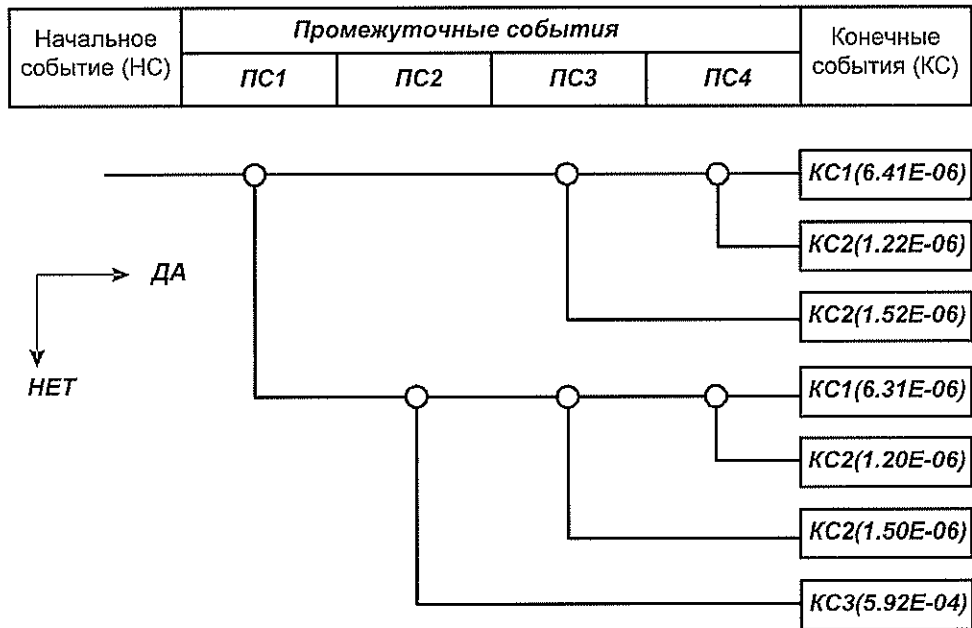 Начальное
событие (НС)
Промежуточные события
ПС1
ПС2
ПС3
ПС4
Конечные
события (КС)
КС1(6.41E-06)
КС2(1.22E-06)
ДА
КС2(1.52E-06)
НЕТ
КС1(6.31E-06)
КС2(1.20E-06)
КС2(1.50E-06)
КС3(5.92E-04)